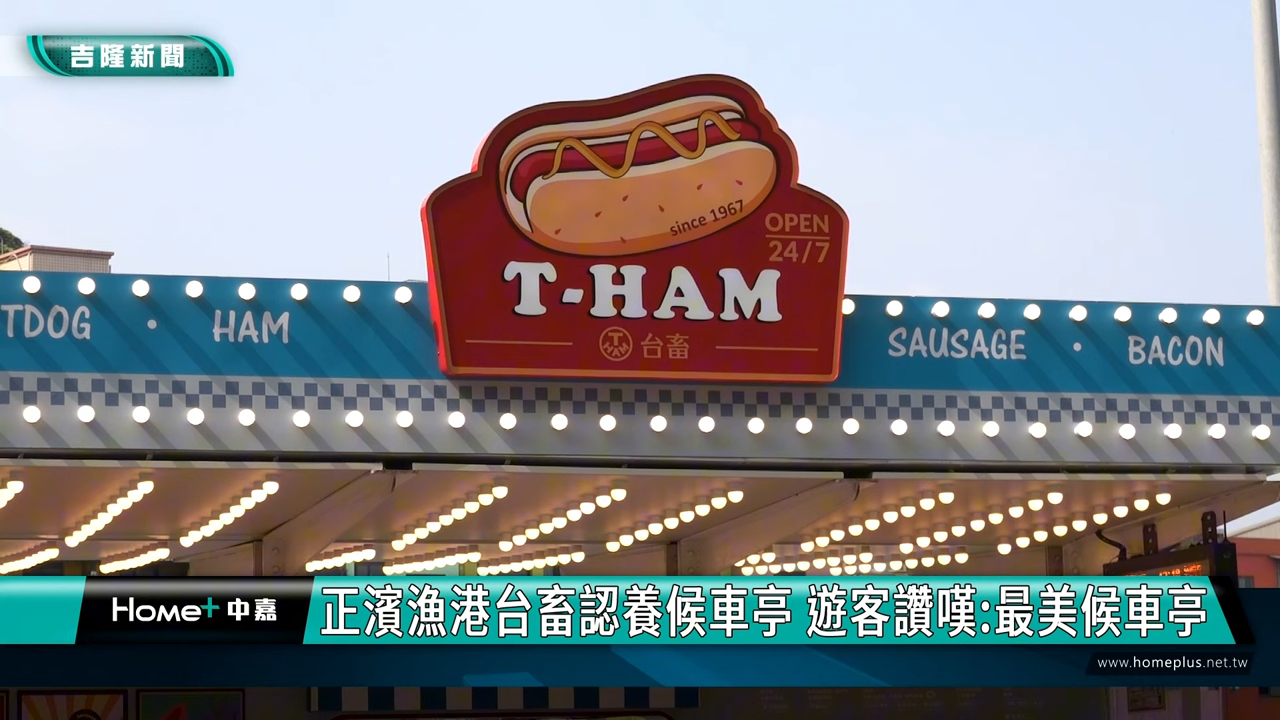 吉隆新聞
since 1967
OPEN
24/7
T-HAM
TDOG • HAM
T HAM 台畜
SAUSAGE • BACON
Home+ 中嘉
正濱漁港台畜認養候車亭 遊客讚嘆:最美候車亭
www.homeplus.net.tw